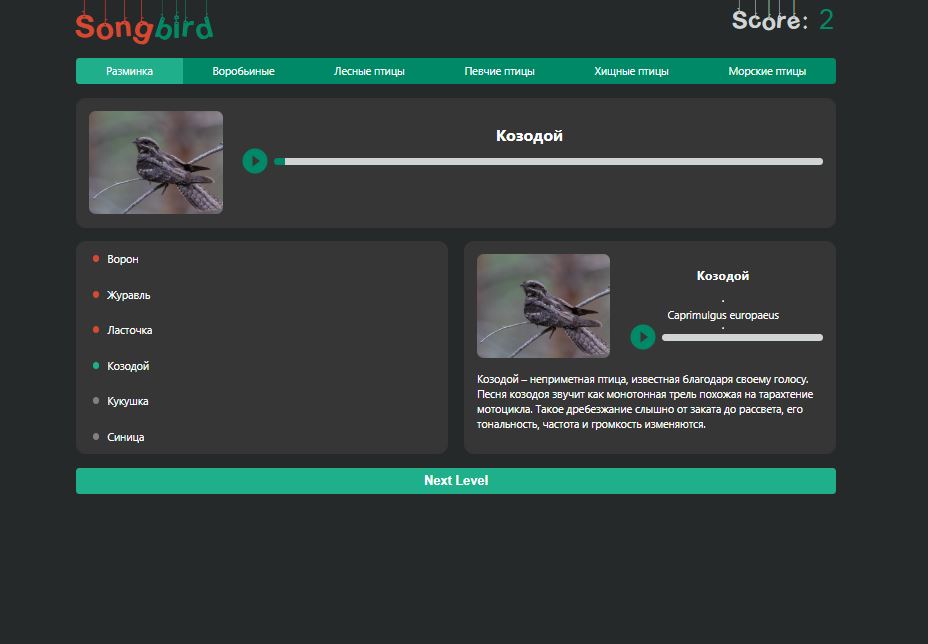 Songbird
Score: 2
Разминка Воробьиные Лесные птицы Певчие птицы Хищные птицы Морские птицы
Козодой
Ворон
Журавль
Ласточка
Козодой
Кукушка
Синица
Козодой
Caprimulgus europaeus
Козодой – неприметная птица, известная благодаря своему голосу.
Песня козодоя звучит как монотонная трель похожая на тарахтение
мотоцикла. Такое дребезжание слышно от заката до рассвета, его
тональность, частота и громкость изменяются.
Next Level